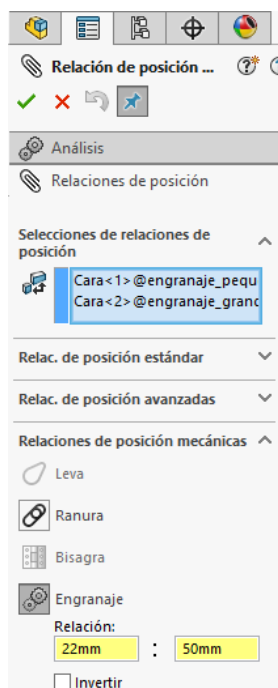 Relación de posición ...
Análisis
Relaciones de posición
Selecciones de relaciones de
posición
Cara<1>@engranaje_pequ
Cara<2>@engranaje_granc
Relac. de posición estándar
Relac. de posición avanzadas
Relaciones de posición mecánicas
Leva
Ranura
Bisagra
Engranaje
Relación:
22mm : 50mm
Invertir